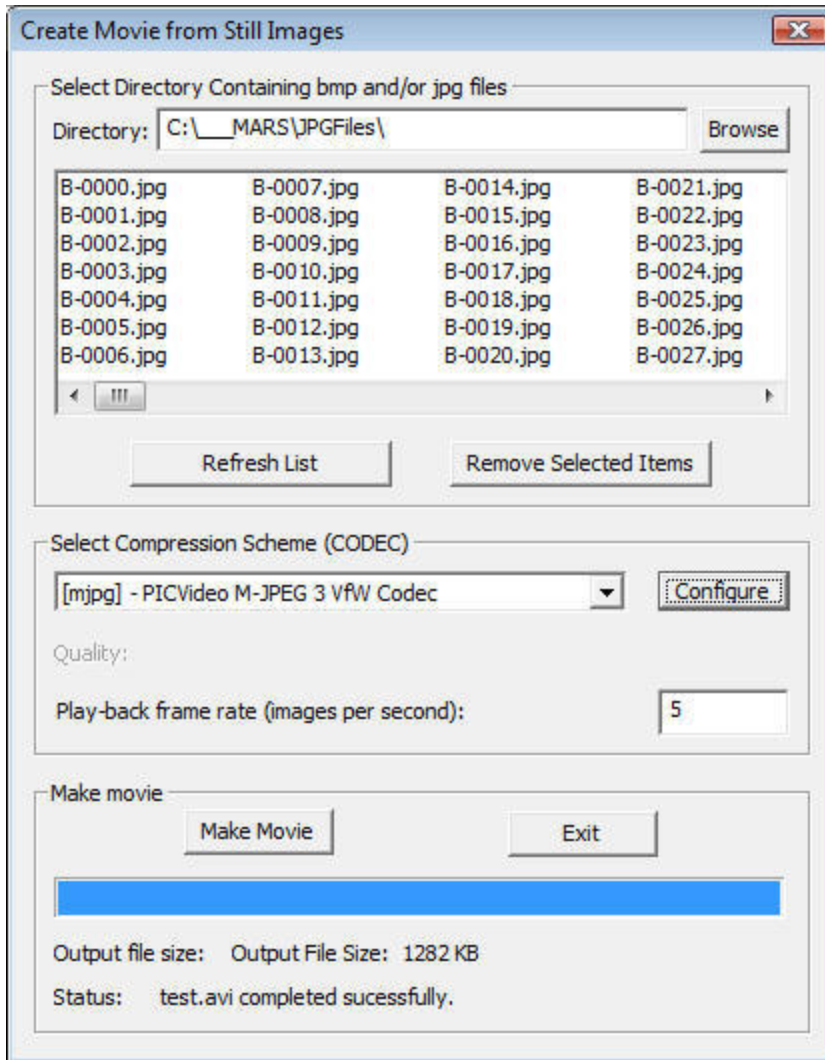 Create Movie from Still Images
Select Directory Containing bmp and/or jpg files
Directory: C:\___MARS\JPGFiles\ Browse
B-0000.jpg B-0007.jpg B-0014.jpg B-0021.jpg
B-0001.jpg B-0008.jpg B-0015.jpg B-0022.jpg
B-0002.jpg B-0009.jpg B-0016.jpg B-0023.jpg
B-0003.jpg B-0010.jpg B-0017.jpg B-0024.jpg
B-0004.jpg B-0011.jpg B-0018.jpg B-0025.jpg
B-0005.jpg B-0012.jpg B-0019.jpg B-0026.jpg
B-0006.jpg B-0013.jpg B-0020.jpg B-0027.jpg
Refresh List Remove Selected Items
Select Compression Scheme (CODEC)
[mjpg] - PICVideo M-JPEG 3 VfW Codec Configure
Quality:
Play-back frame rate (images per second): 5
Make movie
Make Movie Exit
Output file size: Output File Size: 1282 KB
Status: test.avi completed sucessfully.